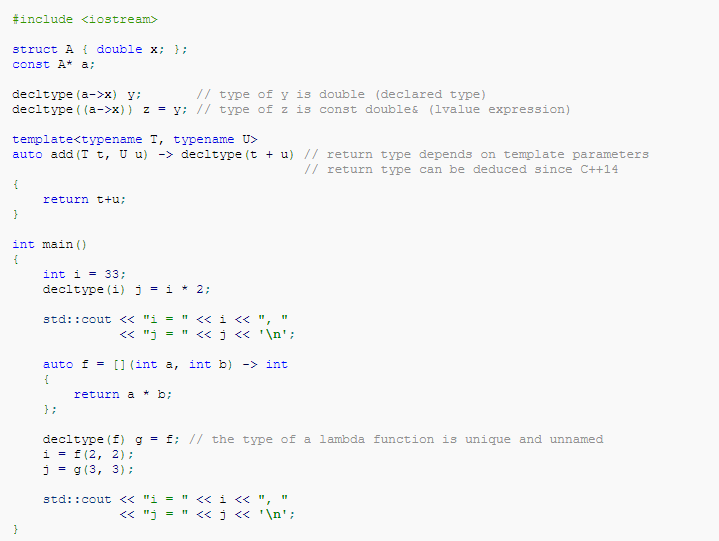 #include <iostream>
struct A { double x; };
const A* a;
decltype(a->x) y;       // type of y is double (declared type)
decltype((a->x)) z = y; // type of z is const double& (lvalue expression)
template<typename T, typename U>
auto add(T t, U u) -> decltype(t + u) // return type depends on template parameters
                                      // return type can be deduced since C++14
{
    return t+u;
}
int main()
{
    int i = 33;
    decltype(i) j = i * 2;
    std::cout << "i = " << i << ", "
              << "j = " << j << '\n';
    auto f = [](int a, int b) -> int
    {
        return a * b;
    };
    decltype(f) g = f; // the type of a lambda function is unique and unnamed
    i = f(2, 2);
    j = g(3, 3);
    std::cout << "i = " << i << ", "
              << "j = " << j << '\n';
}